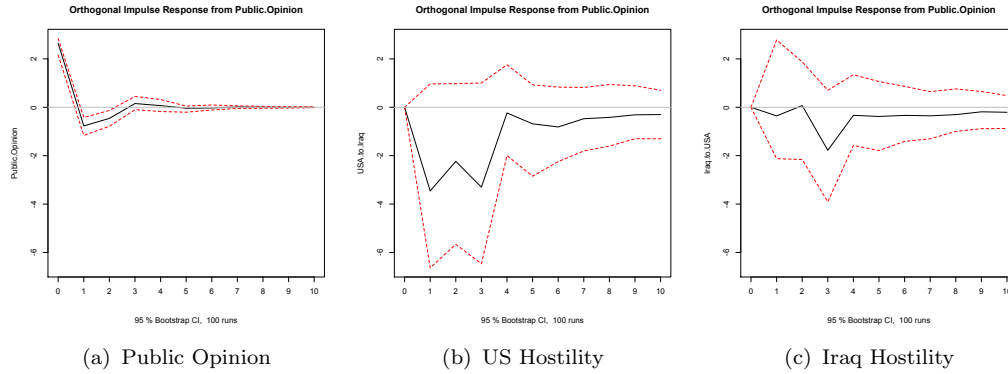 Orthogonal Impulse Response from Public.Opinion
Public.Opinion
2
0
-2
-4
-6
0 1 2 3 4 5 6 7 8 9 10
95 % Bootstrap CI, 100 runs
(a) Public Opinion
Orthogonal Impulse Response from Public.Opinion
USA.to.Iraq
2
0
-2
-4
-6
0 1 2 3 4 5 6 7 8 9 10
95 % Bootstrap CI, 100 runs
(b) US Hostility
Orthogonal Impulse Response from Public.Opinion
Iraq.to.USA
2
0
-2
-4
-6
0 1 2 3 4 5 6 7 8 9 10
95 % Bootstrap CI, 100 runs
(c) Iraq Hostility